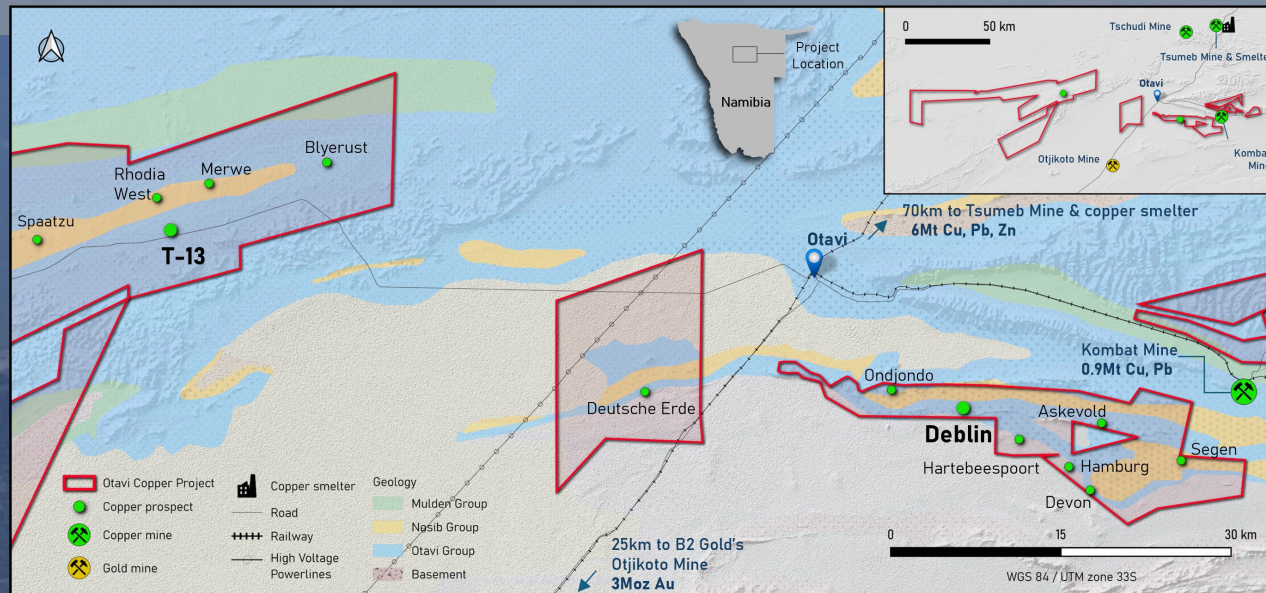 Project
Location
Namibia
0
50 km
Tschudi Mine
Tsumeb Mine & Smelte
Otavi
Otjikoto Mine
Komba
Mine
Blyerust
Merwe
Rhodia
West
Spaatzu
T-13
70km to Tsumeb Mine & copper smelter
6Mt Cu, Pb, Zn
Otavi
Kombat Mine
0.9Mt Cu, Pb
Deutsche Erde
Ondjondo
Askevold
Deblin
Segen
Hartebeespoort
Hamburg
Devon
Otavi Copper Project
Copper prospect
Copper mine
Gold mine
Copper smelter
Road
Railway
High Voltage
Powerlines
Geology
Mulden Group
Nosib Group
Otavi Group
Basement
25km to B2 Gold's
Otjikoto Mine
3Moz Au
0
15
30 km
WGS 84 / UTM zone 33S